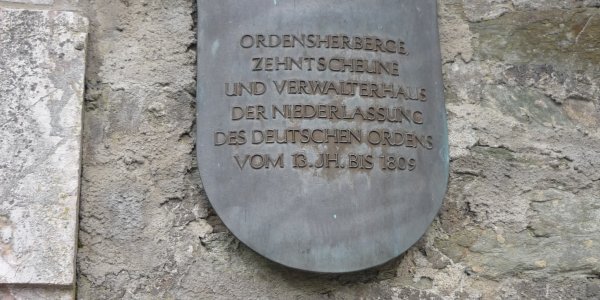 ORDENSHERBERGE,
ZEHNTSCHEUNE
UND VERWALTERHAUS
DER NIEDERLASSUNG
DES DEUTSCHEN ORDENS
VOM 13. JH. BIS 1809